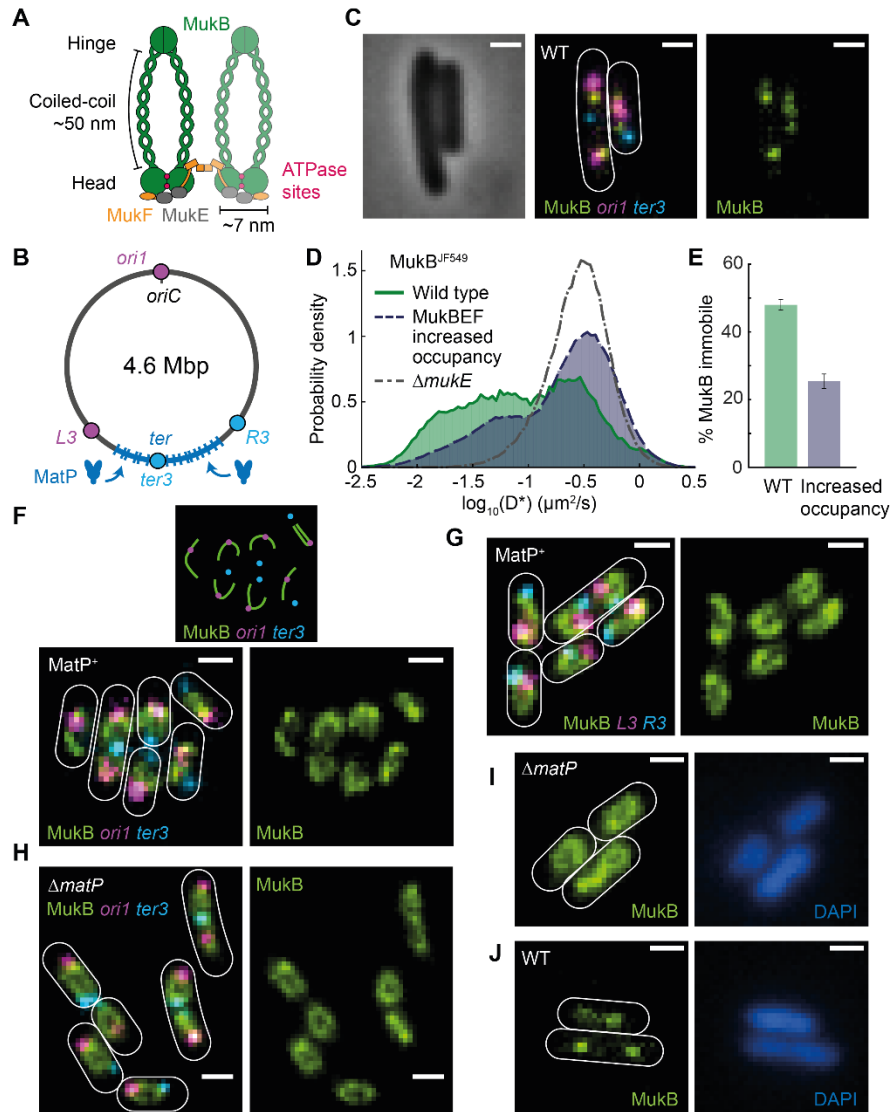 A
MukB
Hinge
Coiled-coil
~50 nm
Head
ATPase
sites
MukF
MukE
~7 nm
B
ori1
oriC
4.6 Mbp
L3
ter
R3
MatP
ter3
C
WT
MukB ori1 ter3
MukB
D
MukBJF549
Wild type
MukBEF
increased
occupancy
ΔmukE
Probability density
1.5
1
0.5
0
-2.5
-2
-1.5
-1
-0.5
0
0.5
log10(D*) (µm2/s)
E
% MukB immobile
60
40
20
0
WT
Increased
occupancy
F
MukB ori1 ter3
MatP+
MukB ori1 ter3
MukB
G
MatP+
MukB L3 R3
MukB
H
ΔmatP
MukB ori1 ter3
MukB
I
ΔmatP
MukB
DAPI
J
WT
MukB
DAPI